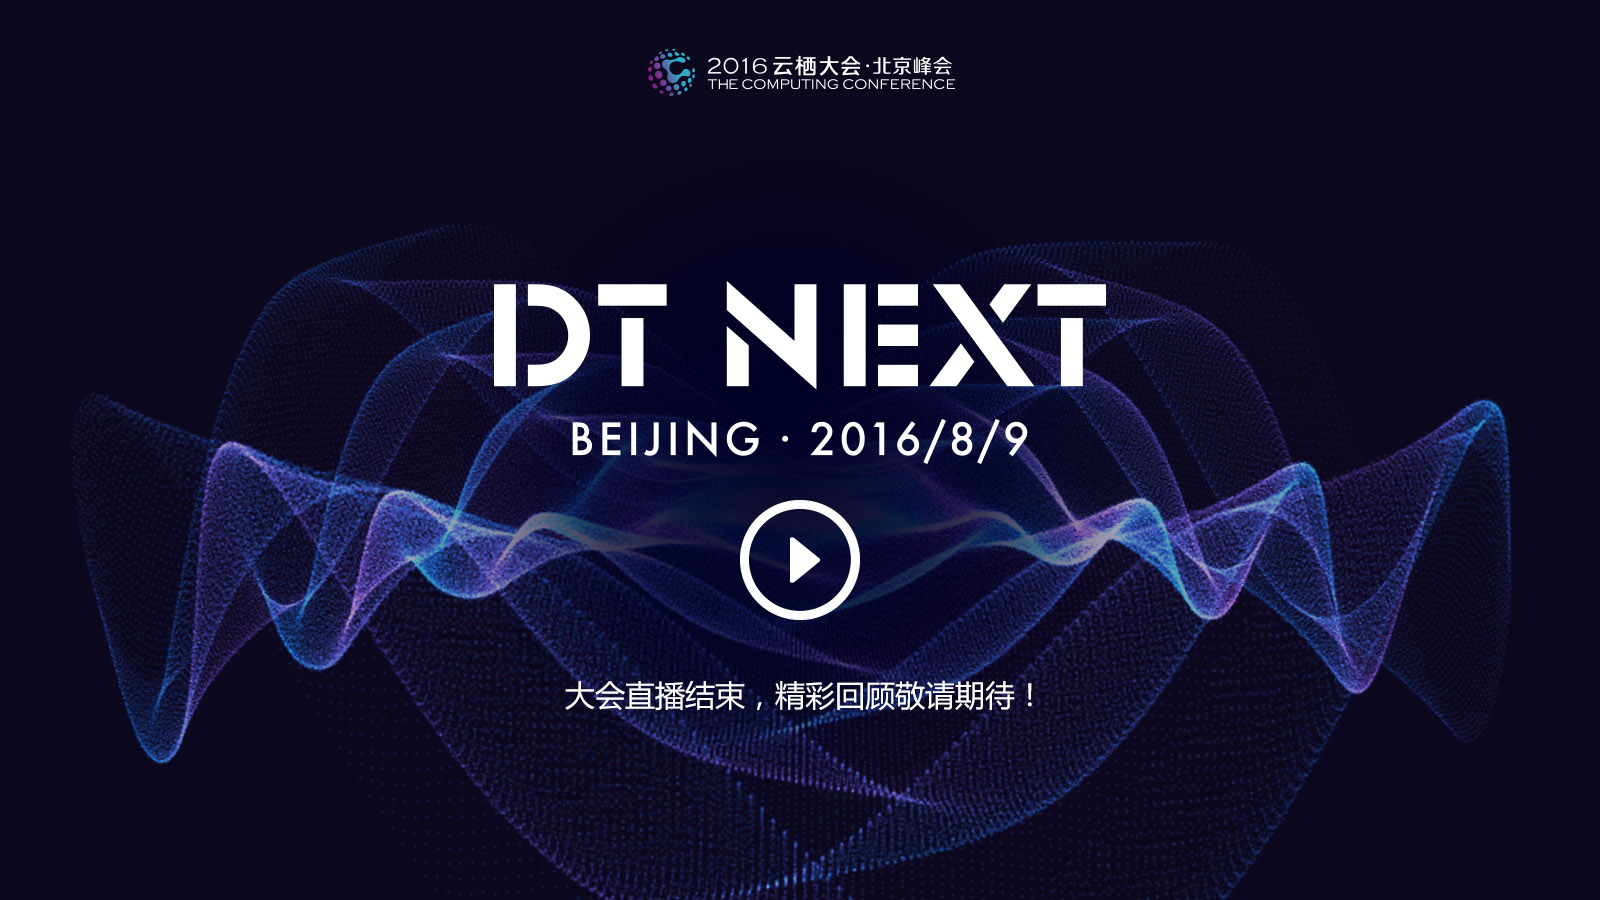 2016 云栖大会·北京峰会
THE COMPUTING CONFERENCE
DT NEXT
BEIJING · 2016/8/9
大会直播结束，精彩回顾敬请期待！